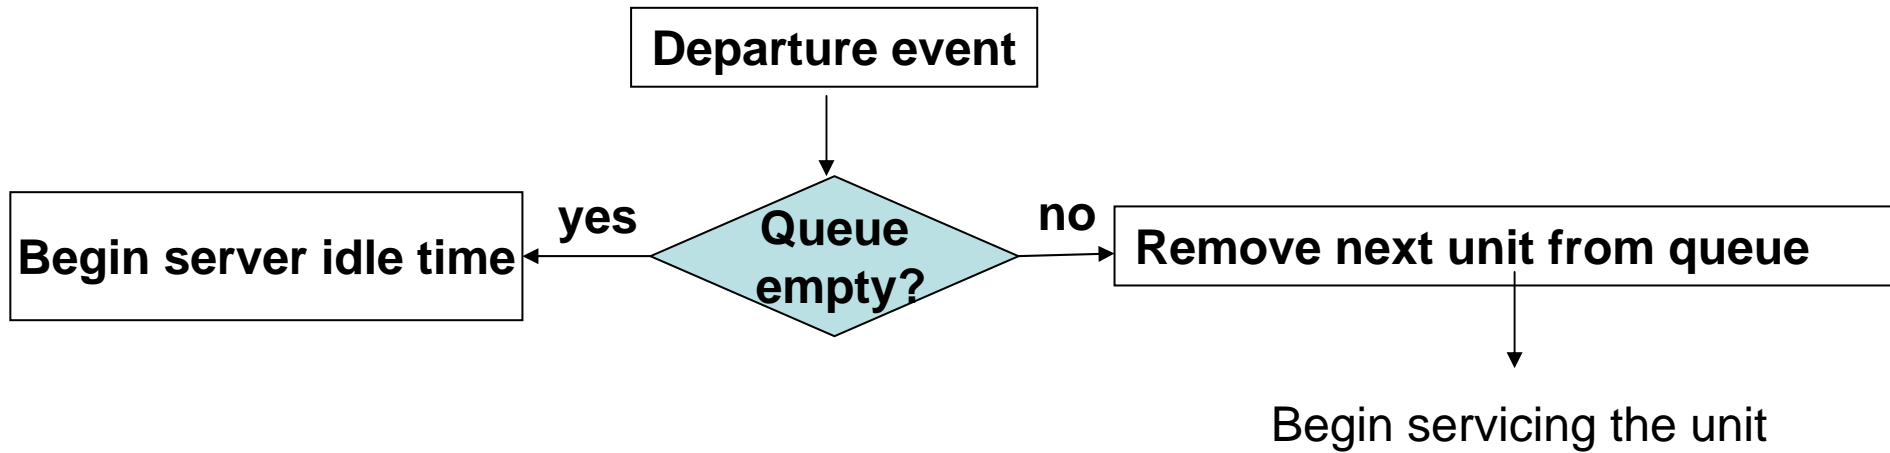 Departure event
yes
Queue
empty?
no
Begin server idle time
Remove next unit from queue
Begin servicing the unit